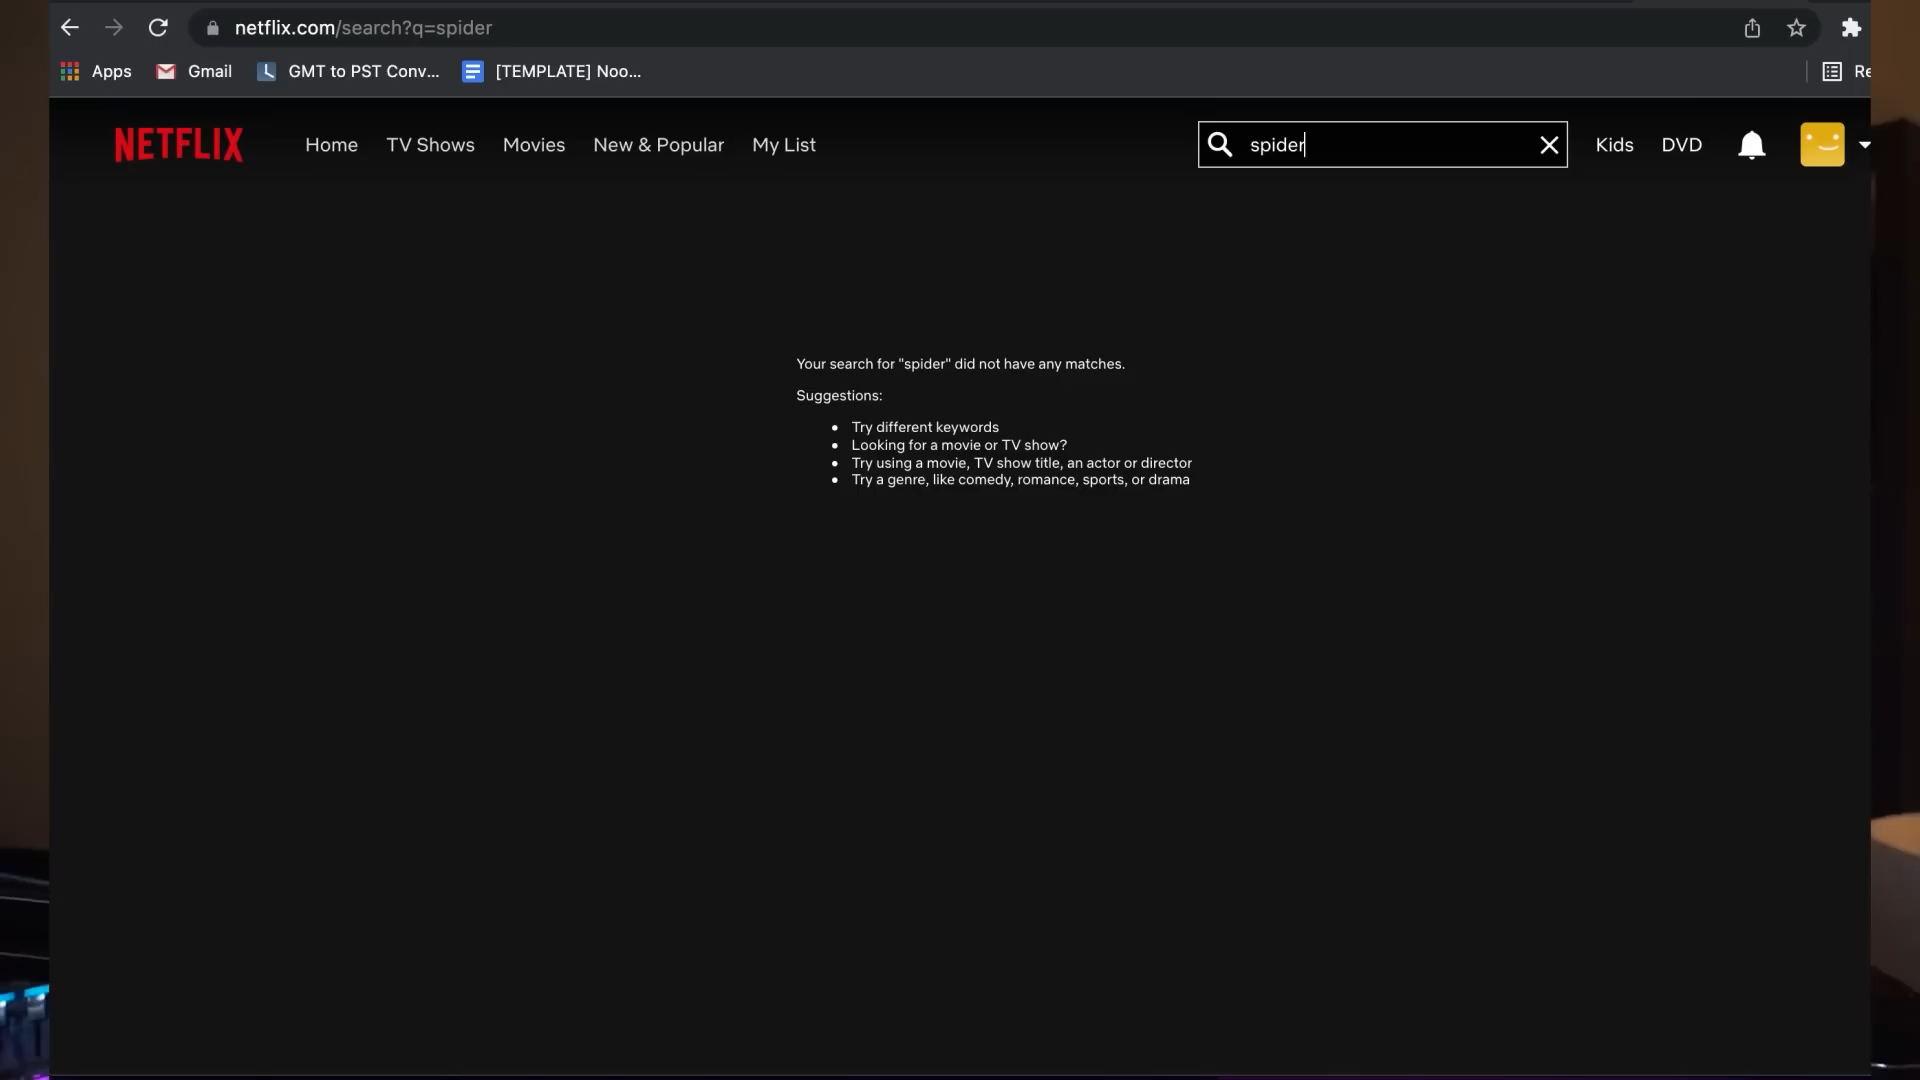 netflix.com/search?q=spider
Apps
Gmail
GMT to PST Conv...
[TEMPLATE] Noo...
NETFLIX
Home
TV Shows
Movies
New & Popular
My List
spider
Kids
DVD
Your search for "spider" did not have any matches.
Suggestions:
Try different keywords
Looking for a movie or TV show?
Try using a movie, TV show title, an actor or director
Try a genre, like comedy, romance, sports, or drama